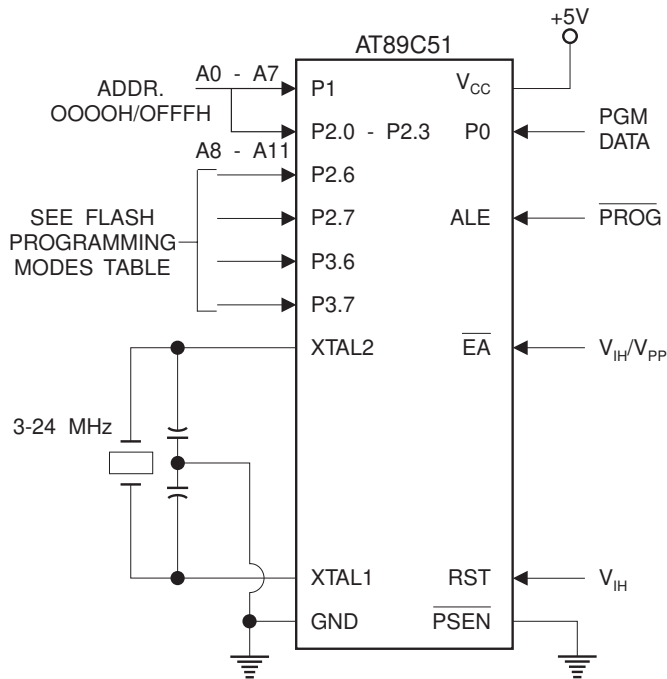 +5V
AT89C51
A0 - A7
ADDR.
OOOOH/OFFFH
P1
VCC
P2.0 - P2.3
P0
PGM
DATA
A8 - A11
P2.6
SEE FLASH
PROGRAMMING
MODES TABLE
P2.7
ALE
PROG
P3.6
P3.7
XTAL2
EA
VIH/VPP
3-24 MHz
XTAL1
RST
VIH
GND
PSEN